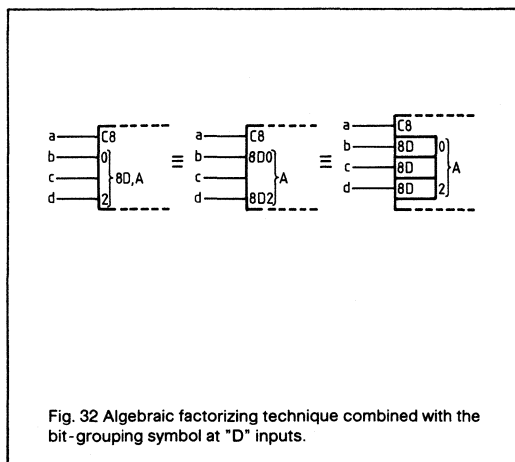 a C8 a C8 a C8
b 0 ≡ b 8D0 ≡ b 8D 0
c 8D,A c A c 8D A
d 2 d 8D2 d 8D 2
Fig. 32 Algebraic factorizing technique combined with the
bit-grouping symbol at "D" inputs.